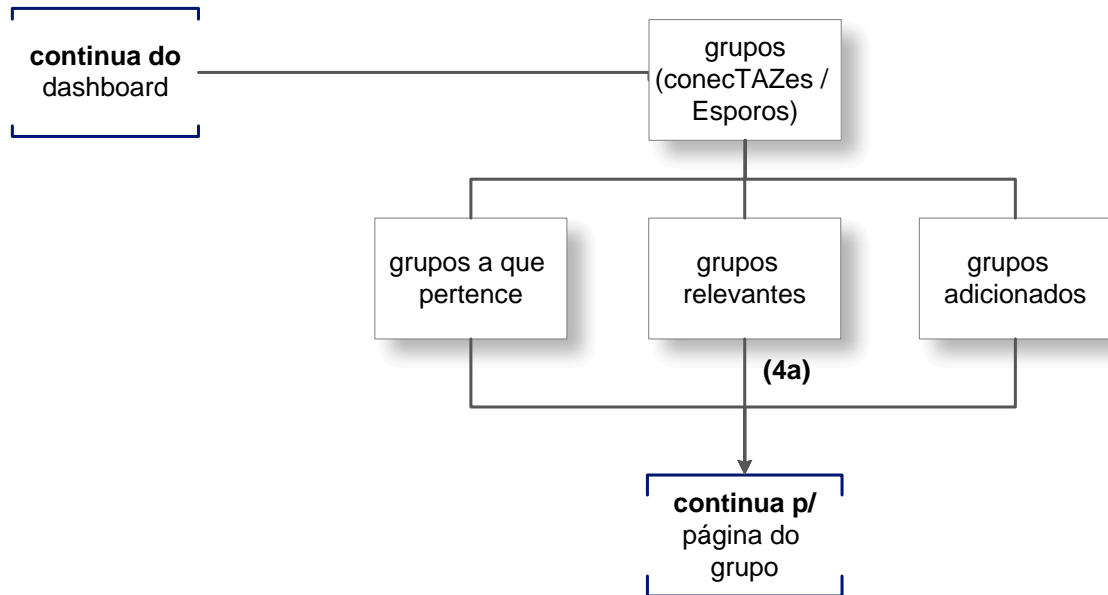 continua do
dashboard
grupos
(conecTAZes /
Esporos)
grupos a que
pertence
grupos
relevantes
grupos
adicionados
(4a)
continua p/
página do
grupo